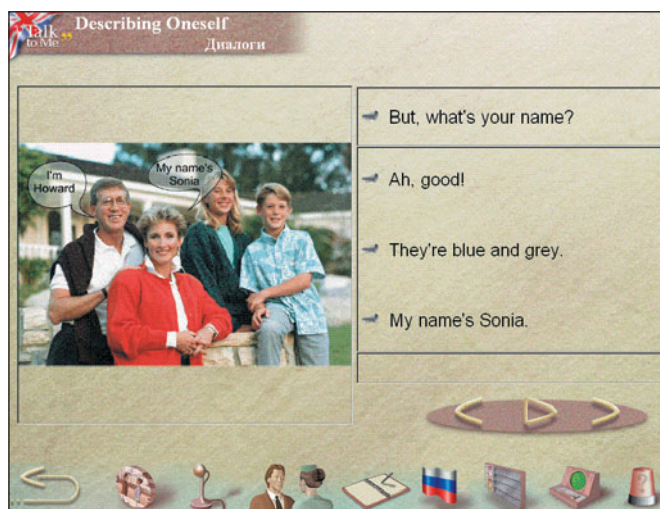 Talk
to Me
Describing Oneself
Диалоги
I'm
Howard
My name's
Sonia
But, what's your name?
Ah, good!
They're blue and grey.
My name's Sonia.
?